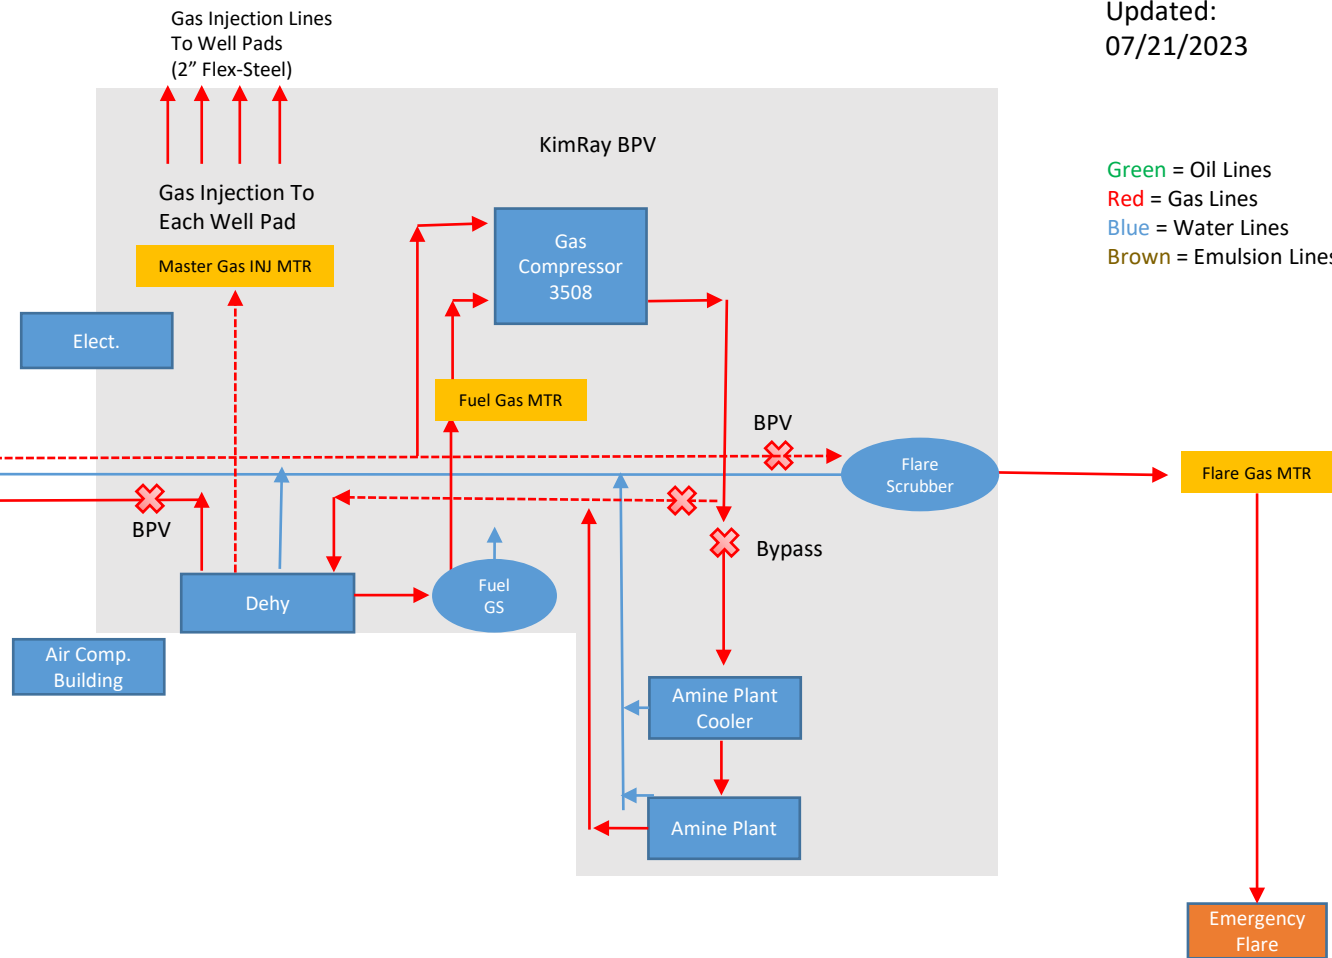 Gas Injection Lines
To Well Pads
(2” Flex-Steel)
Updated:
07/21/2023
KimRay BPV
Green = Oil Lines
Red = Gas Lines
Blue = Water Lines
Brown = Emulsion Lines
Gas Injection To
Each Well Pad
Master Gas INJ MTR
Gas
Compressor
3508
Elect.
Fuel Gas MTR
BPV
Flare
Scrubber
Flare Gas MTR
BPV
Bypass
Dehy
Fuel
GS
Air Comp.
Building
Amine Plant
Cooler
Amine Plant
Emergency
Flare